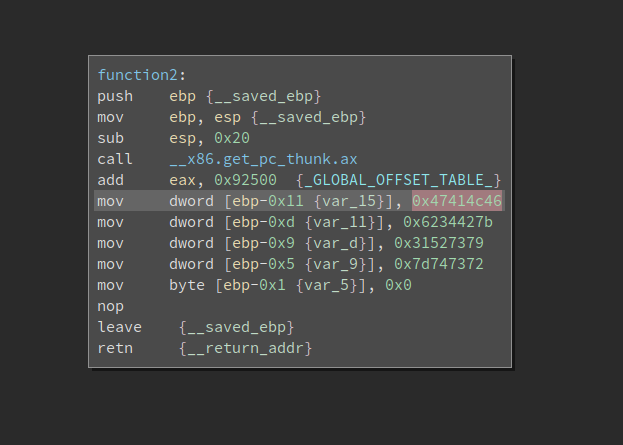 function2:
push    ebp {__saved_ebp}
mov     ebp, esp {__saved_ebp}
sub     esp, 0x20
call    __x86.get_pc_thunk.ax
add     eax, 0x92500  {_GLOBAL_OFFSET_TABLE_}
mov     dword [ebp-0x11 {var_15}], 0x47414c46
mov     dword [ebp-0xd {var_11}], 0x6234427b
mov     dword [ebp-0x9 {var_d}], 0x31527379
mov     dword [ebp-0x5 {var_9}], 0x7d747372
mov     byte [ebp-0x1 {var_5}], 0x0
nop
leave    {__saved_ebp}
retn     {__return_addr}